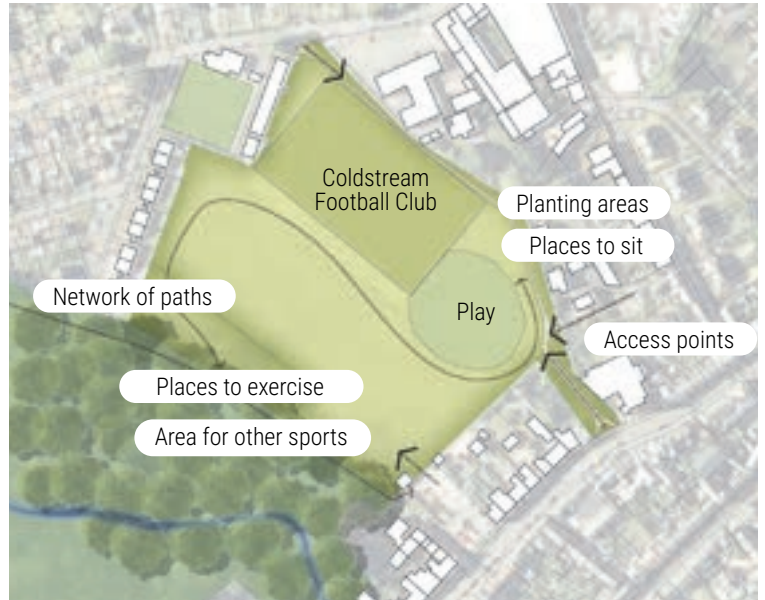 Coldstream
Football Club
Planting areas
Places to sit
Network of paths
Play
Access points
Places to exercise
Area for other sports